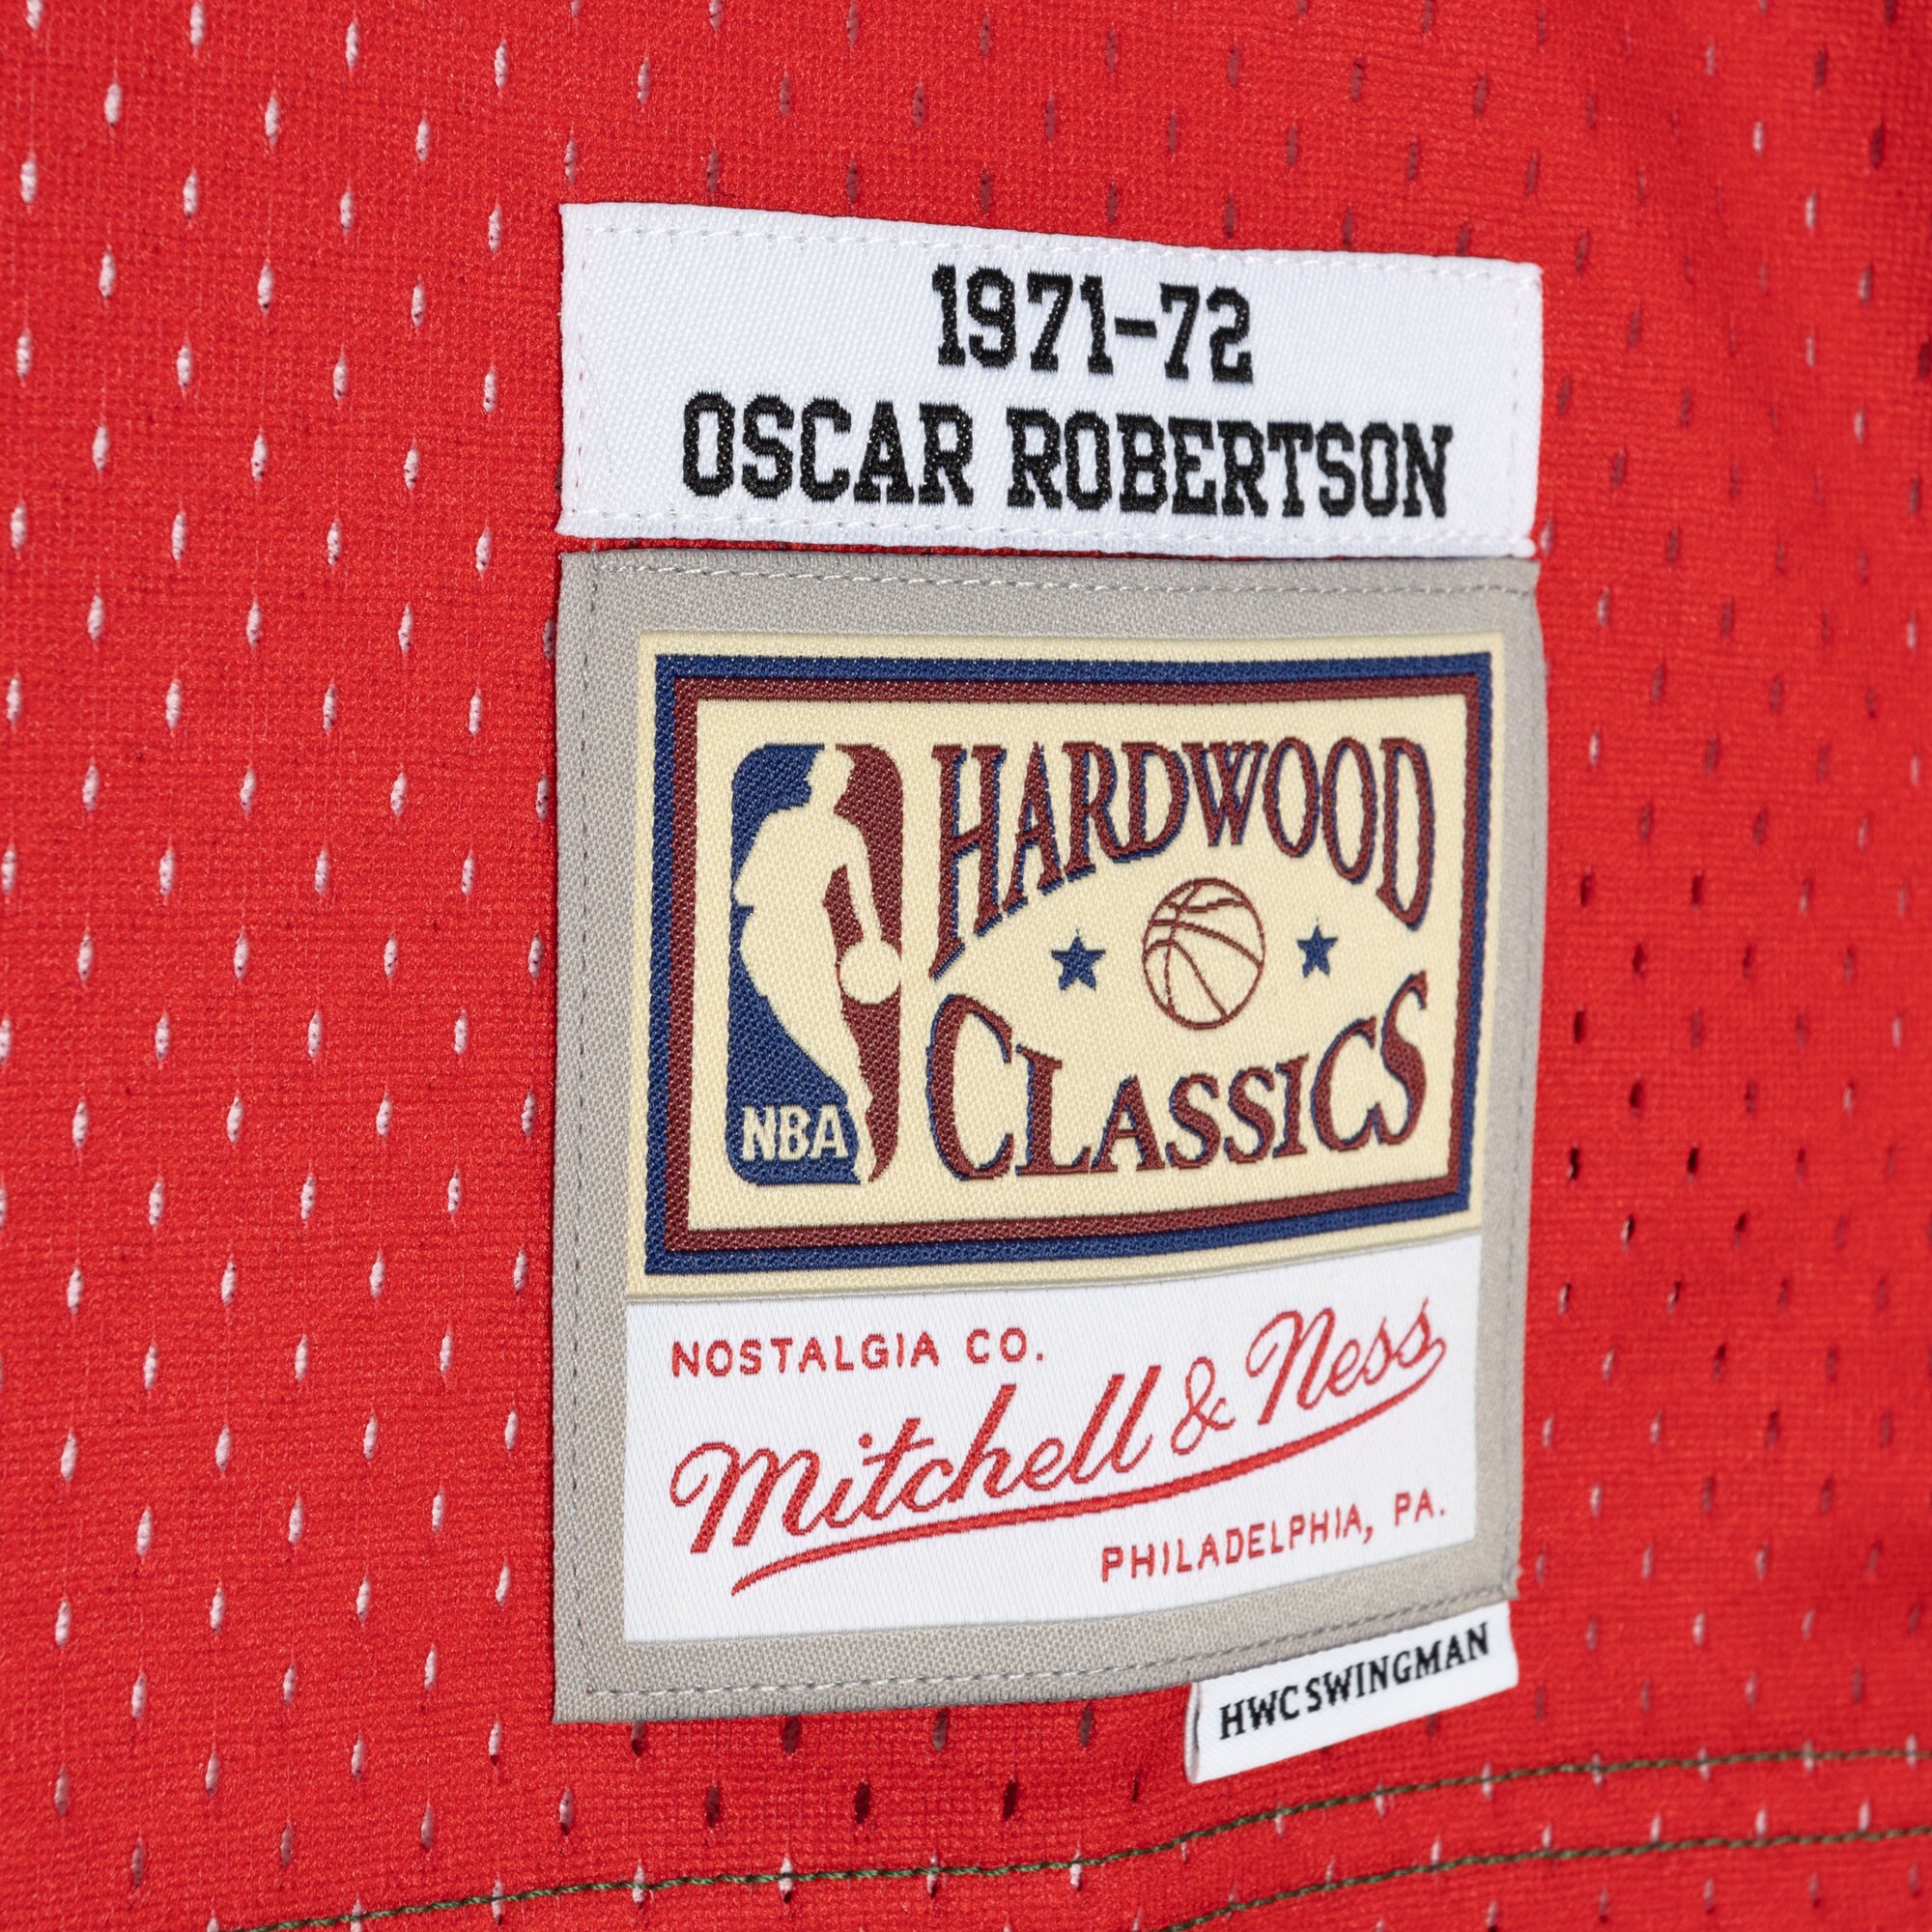 1971-72
OSCAR ROBERTSON
HARDWOOD
CLASSICS
NBA
NOSTALGIA CO.
Mitchell & Ness
PHILADELPHIA, PA.
HWC SWINGMAN